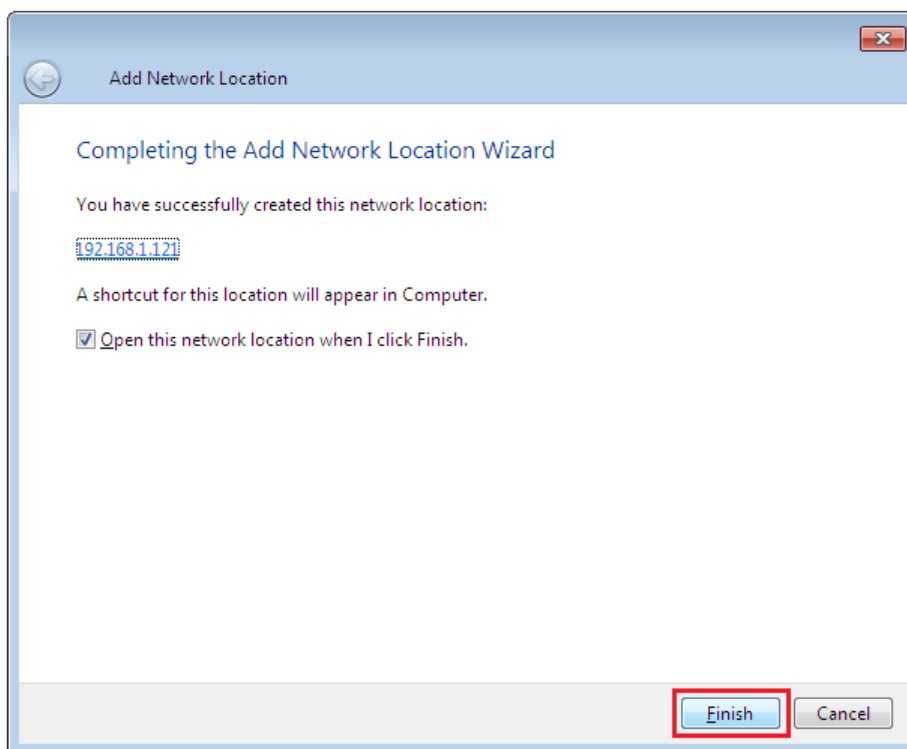 Add Network Location
Completing the Add Network Location Wizard
You have successfully created this network location:
192.168.1.121
A shortcut for this location will appear in Computer.
Open this network location when I click Finish.
Finish
Cancel